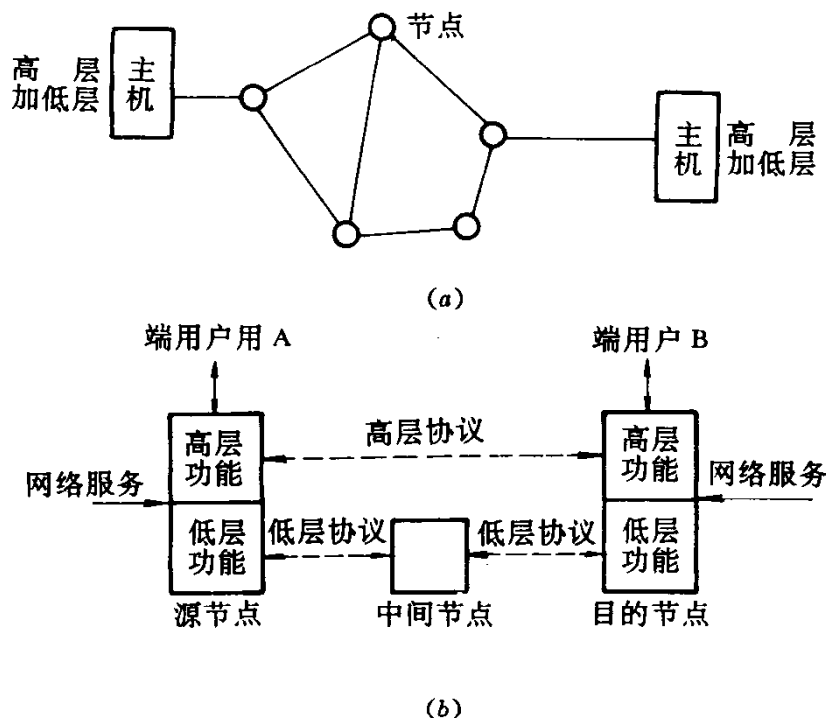 节点
高 层
加低层
主
机
主
机
高 层
加低层
(a)
端用户用 A
端用户 B
高层
功能
高层协议
高层
功能
网络服务
网络服务
低层
功能
低层协议
低层协议
低层
功能
源节点
中间节点
目的节点
(b)